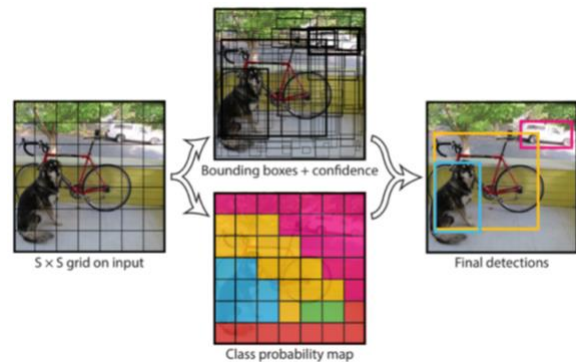 Bounding boxes + confidence
S × S grid on input
Final detections
Class probability map